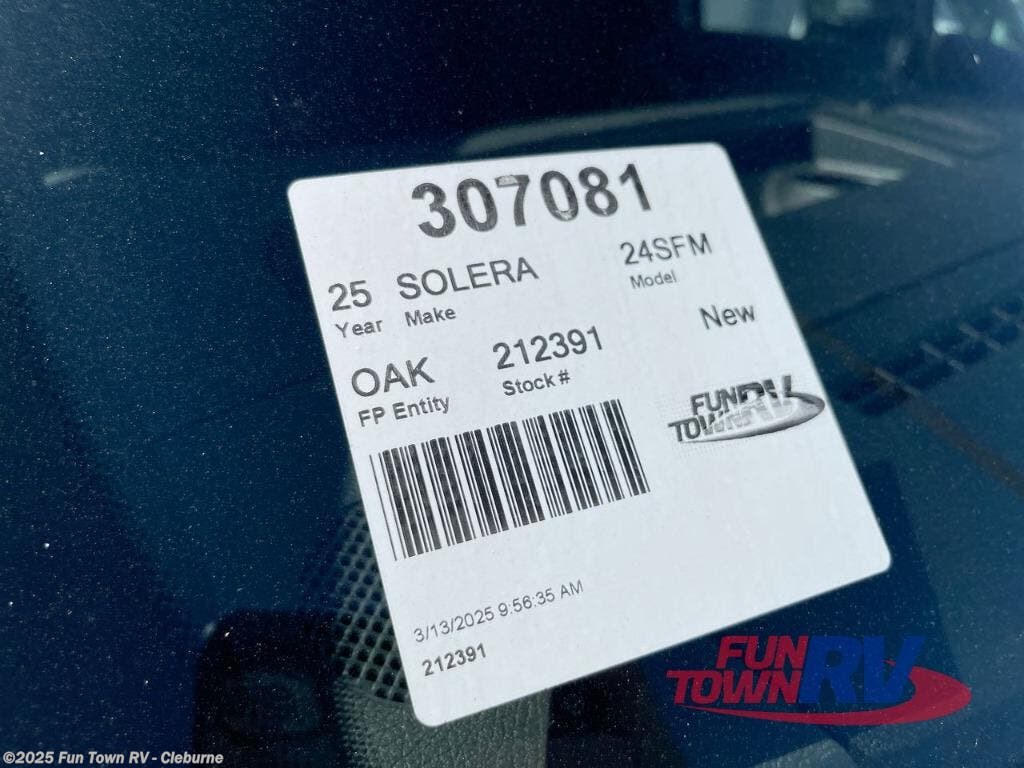 307081
25 SOLERA 24SFM
Year Make Model
New
OAK 212391
FP Entity Stock #
FUN
TOWN RV
3/13/2025 9:56:35 AM
212391
FUN
TOWN RV
©2025 Fun Town RV - Cleburne